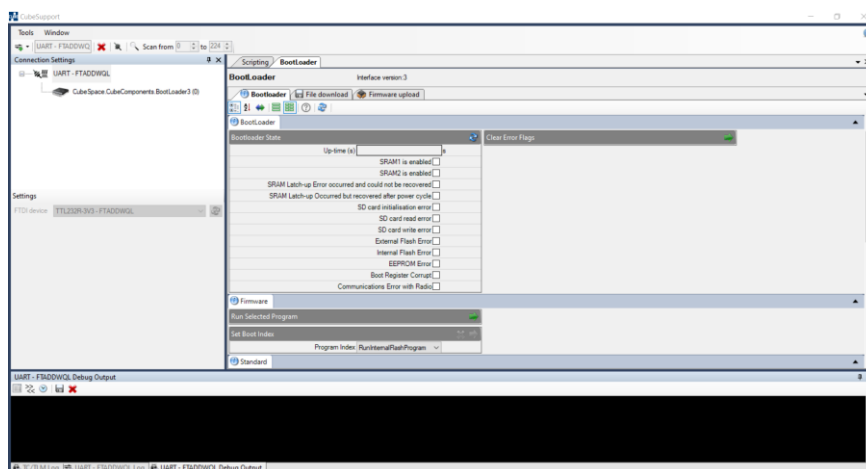 CubeSupport
Tools Window
UART - FTADDWQ Scan from 0 to 224
Connection Settings
UART - FTADDWQL
CubeSpace.CubeComponents.BootLoader3 (0)
Settings
FTDI device TTL232R-3V3 - FTADDWQL
Scripting BootLoader
BootLoader Interface version:3
Bootloader File download Firmware upload
BootLoader
Bootloader State Clear Error Flags
Up-time (s) s
SRAM1 is enabled
SRAM2 is enabled
SRAM Latch-up Error occurred and could not be recovered
SRAM Latch-up Occurred but recovered after power cycle
SD card initialisation error
SD card read error
SD card write error
External Flash Error
Internal Flash Error
EEPROM Error
Boot Register Corrupt
Communications Error with Radio
Firmware
Run Selected Program
Set Boot Index
Program Index RunInternalFlashProgram
Standard
UART - FTADDWQL Debug Output
TC/TLM Log UART - FTADDWQL Log UART - FTADDWQL Debug Output